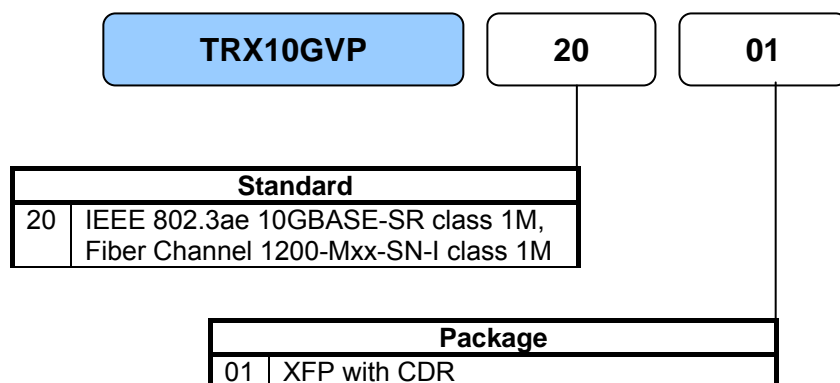 TRX10GVP 20 01
Standard
20 IEEE 802.3ae 10GBASE-SR class 1M,
Fiber Channel 1200-Mxx-SN-I class 1M
Package
01 XFP with CDR